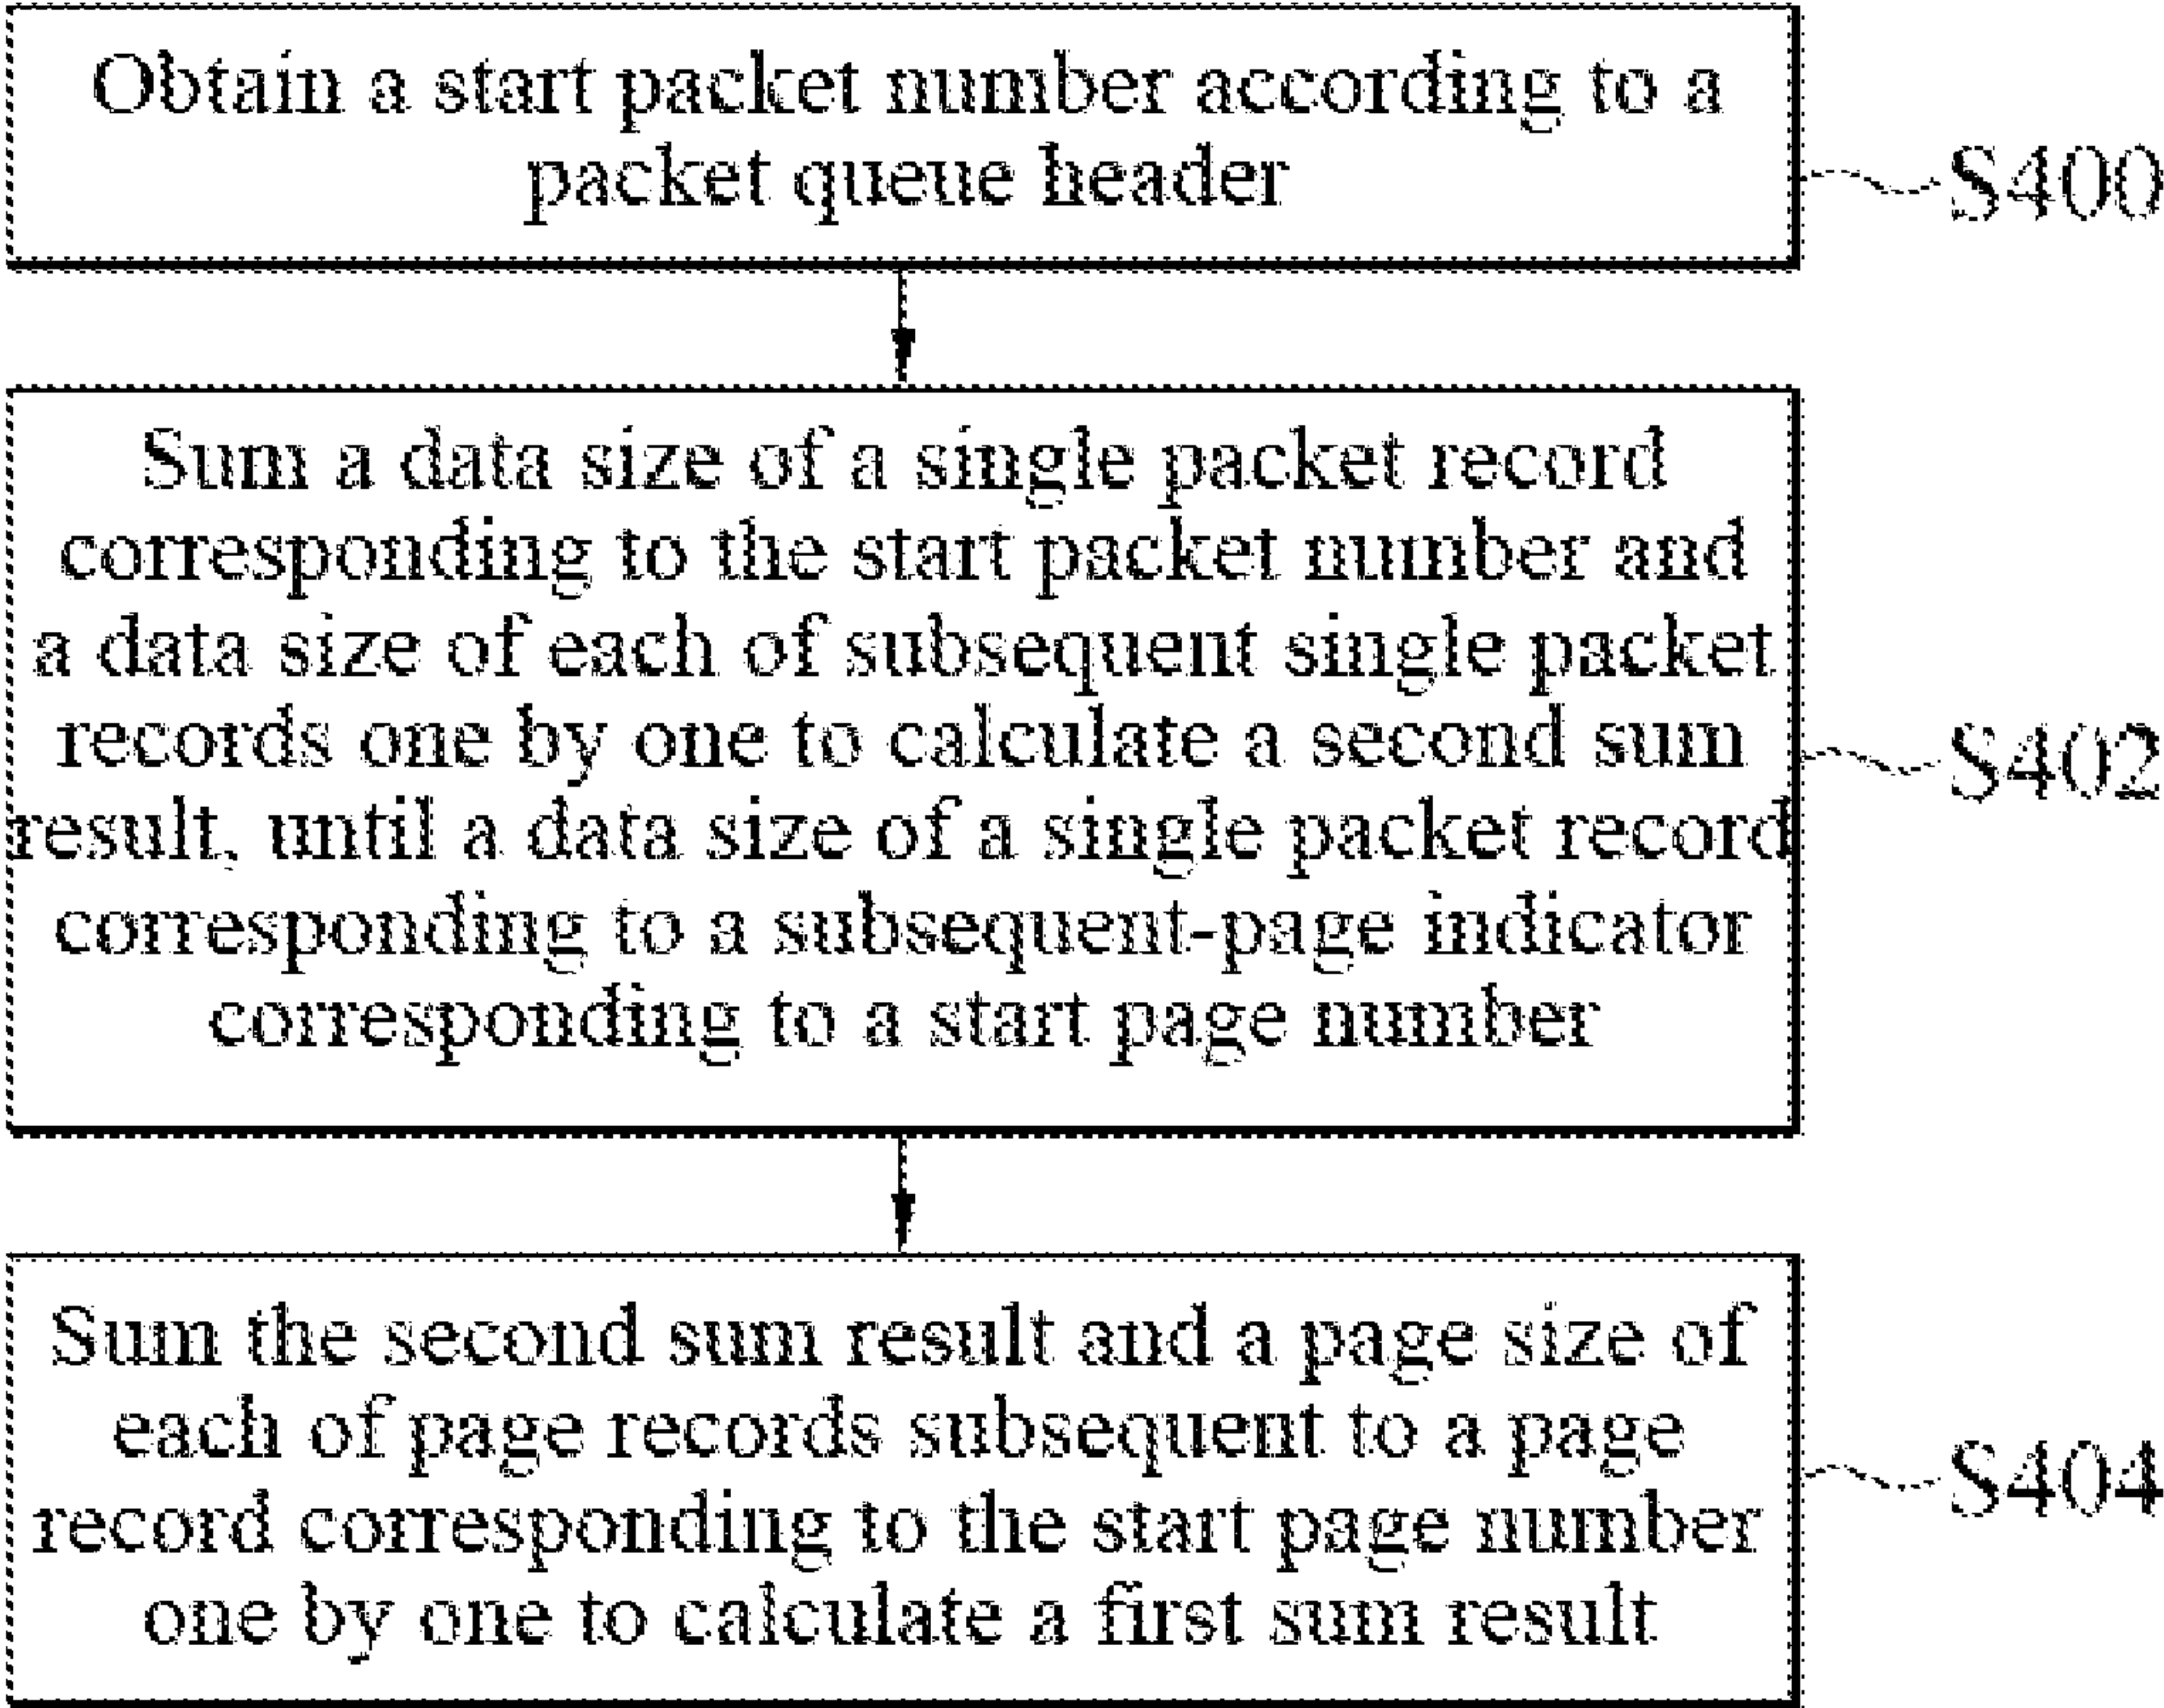 Obtain a start packet number according to a
packet queue header
S400
Sum a data size of a single packet record
corresponding to the start packet number and
a data size of each of subsequent single packet
records one by one to calculate a second sum
result, until a data size of a single packet record
corresponding to a subsequent-page indicator
corresponding to a start page number
S402
Sum the second sum result and a page size of
each of page records subsequent to a page
record corresponding to the start page number
one by one to calculate a first sum result
S404